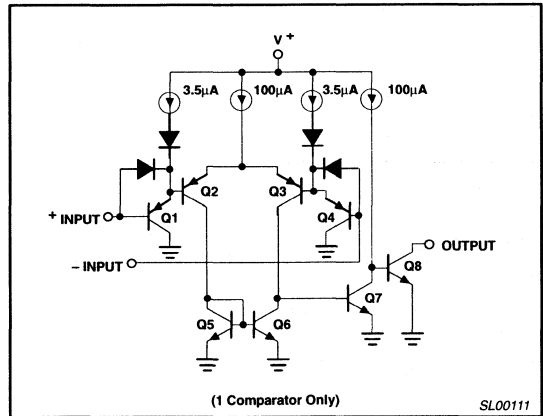 V+
3.5μA 100μA 3.5μA 100μA
Q2 Q3
+ INPUT Q1 Q4
OUTPUT
– INPUT Q8
Q7
Q5 Q6
(1 Comparator Only)
SL00111